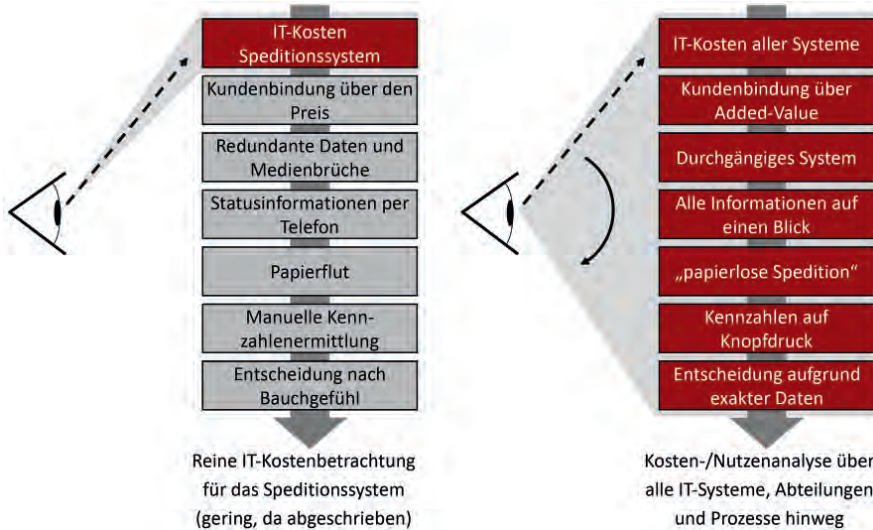 IT-Kosten
Speditionssystem
Kundenbindung über den
Preis
Redundante Daten und
Medienbrüche
Statusinformationen per
Telefon
Papierflut
Manuelle Kenn-
zahlenermittlung
Entscheidung nach
Bauchgefühl
Reine IT-Kostenbetrachtung
für das Speditionssystem
(gering, da abgeschrieben)
IT-Kosten aller Systeme
Kundenbindung über
Added-Value
Durchgängiges System
Alle Informationen auf
einen Blick
„papierlose Spedition“
Kennzahlen auf
Knopfdruck
Entscheidung aufgrund
exakter Daten
Kosten-/Nutzenanalyse über
alle IT-Systeme, Abteilungen
und Prozesse hinweg